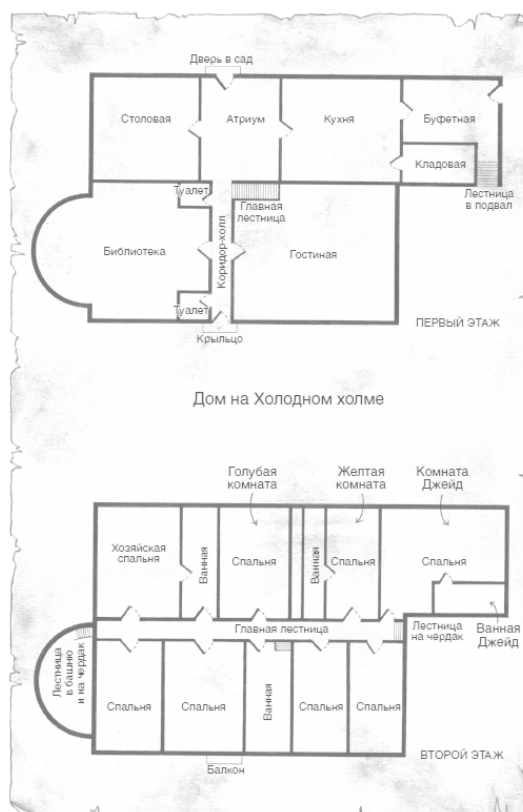 Дверь в сад
Столовая
Атриум
Кухня
Буфетная
Кладовая
Туалет
Главная
лестница
Лестница
в подвал
Библиотека
Коридор-холл
Гостиная
Туалет
Крыльцо
ПЕРВЫЙ ЭТАЖ
Дом на Холодном холме
Голубая
комната
Желтая
комната
Комната
Джейд
Хозяйская
спальня
Ванная
Спальня
Ванная
Спальня
Спальня
Главная лестница
Лестница
на чердак
Ванная
Джейд
Лестница
в башню
и на чердак
Спальня
Спальня
Ванная
Спальня
Спальня
Балкон
ВТОРОЙ ЭТАЖ